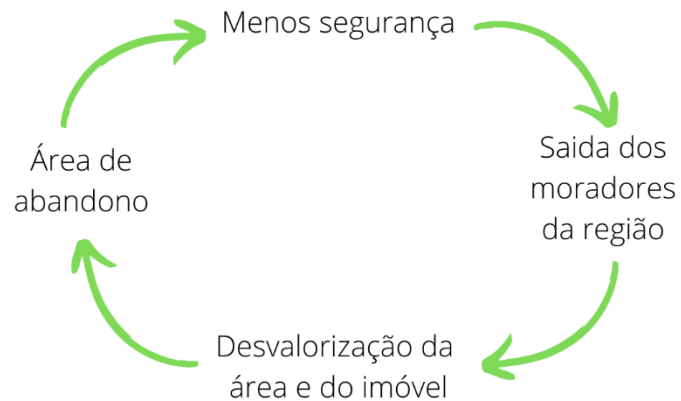 Menos segurança
Saida dos
moradores
da região
Desvalorização da
área e do imóvel
Área de
abandono